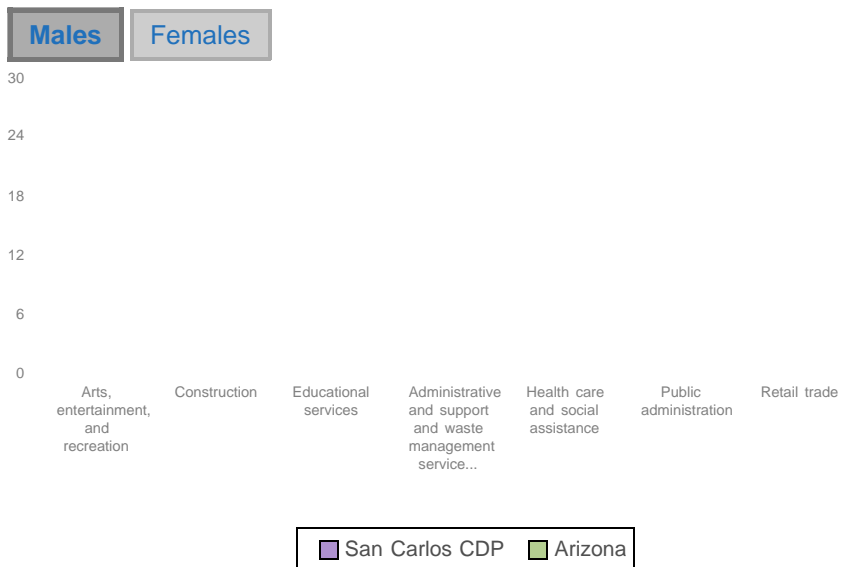 Males Females
30
24
18
12
6
0
Arts, entertainment, and recreation
Construction
Educational services
Administrative and support and waste management service...
Health care and social assistance
Public administration
Retail trade
San Carlos CDP Arizona